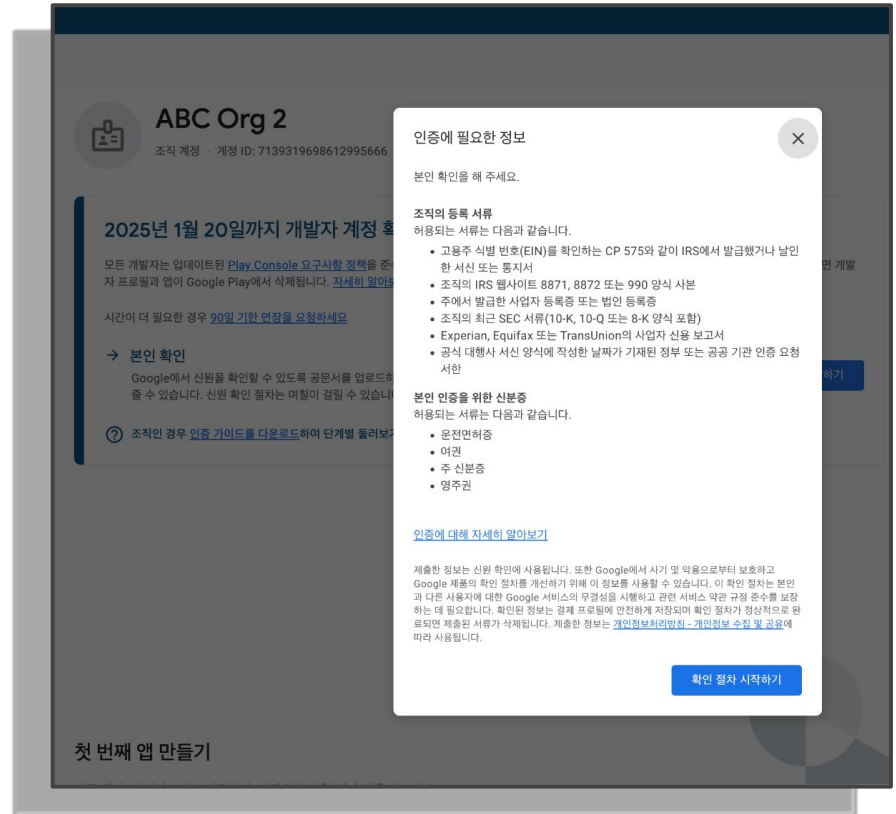 ABC Org 2
조직 계정 · 계정 ID: 7139319698612995666
2025년 1월 20일까지 개발자 계정 확
모든 개발자는 업데이트된 Play Console 요구사항 정책을 준
면 개발
자 프로필과 앱이 Google Play에서 삭제됩니다. 자세히 알아보
시간이 더 필요한 경우 90일 기한 연장을 요청하세요
→ 본인 확인
Google에서 신원을 확인할 수 있도록 공문서를 업로드하
하기
줄 수 있습니다. 신원 확인 절차는 며칠이 걸릴 수 있습니
? 조직인 경우 인증 가이드를 다운로드하여 단계별 둘러보
인증에 필요한 정보
본인 확인을 해 주세요.
조직의 등록 서류
허용되는 서류는 다음과 같습니다.
• 고용주 식별 번호(EIN)를 확인하는 CP 575와 같이 IRS에서 발급했거나 날인
한 서신 또는 통지서
• 조직의 IRS 웹사이트 8871, 8872 또는 990 양식 사본
• 주에서 발급한 사업자 등록증 또는 법인 등록증
• 조직의 최근 SEC 서류(10-K, 10-Q 또는 8-K 양식 포함)
• Experian, Equifax 또는 TransUnion의 사업자 신용 보고서
• 공식 대행사 서신 양식에 작성한 날짜가 기재된 정부 또는 공공 기관 인증 요청
서한
본인 인증을 위한 신분증
허용되는 서류는 다음과 같습니다.
• 운전면허증
• 여권
• 주 신분증
• 영주권
인증에 대해 자세히 알아보기
제출한 정보는 신원 확인에 사용됩니다. 또한 Google에서 사기 및 악용으로부터 보호하고
Google 제품의 확인 절차를 개선하기 위해 이 정보를 사용할 수 있습니다. 이 확인 절차는 본인
과 다른 사용자에 대한 Google 서비스의 무결성을 시행하고 관련 서비스 약관 규정 준수를 보장
하는 데 필요합니다. 확인된 정보는 결제 프로필에 안전하게 저장되며 확인 절차가 정상적으로 완
료되면 제출된 서류가 삭제됩니다. 제출한 정보는 개인정보처리방침 - 개인정보 수집 및 공유에
따라 사용됩니다.
확인 절차 시작하기
첫 번째 앱 만들기